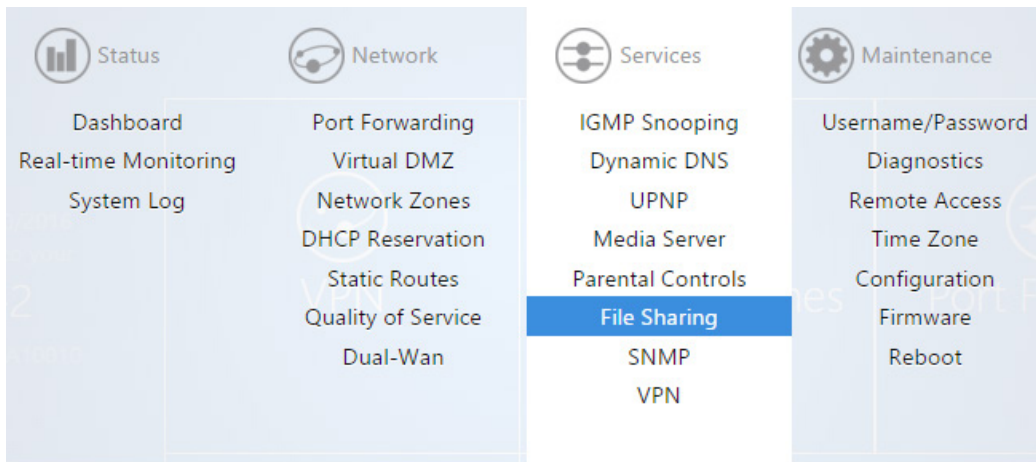 Status
Dashboard
Real-time Monitoring
System Log
Network
Port Forwarding
Virtual DMZ
Network Zones
DHCP Reservation
Static Routes
Quality of Service
Dual-Wan
Services
IGMP Snooping
Dynamic DNS
UPNP
Media Server
Parental Controls
File Sharing
SNMP
VPN
Maintenance
Username/Password
Diagnostics
Remote Access
Time Zone
Configuration
Firmware
Reboot
VPN